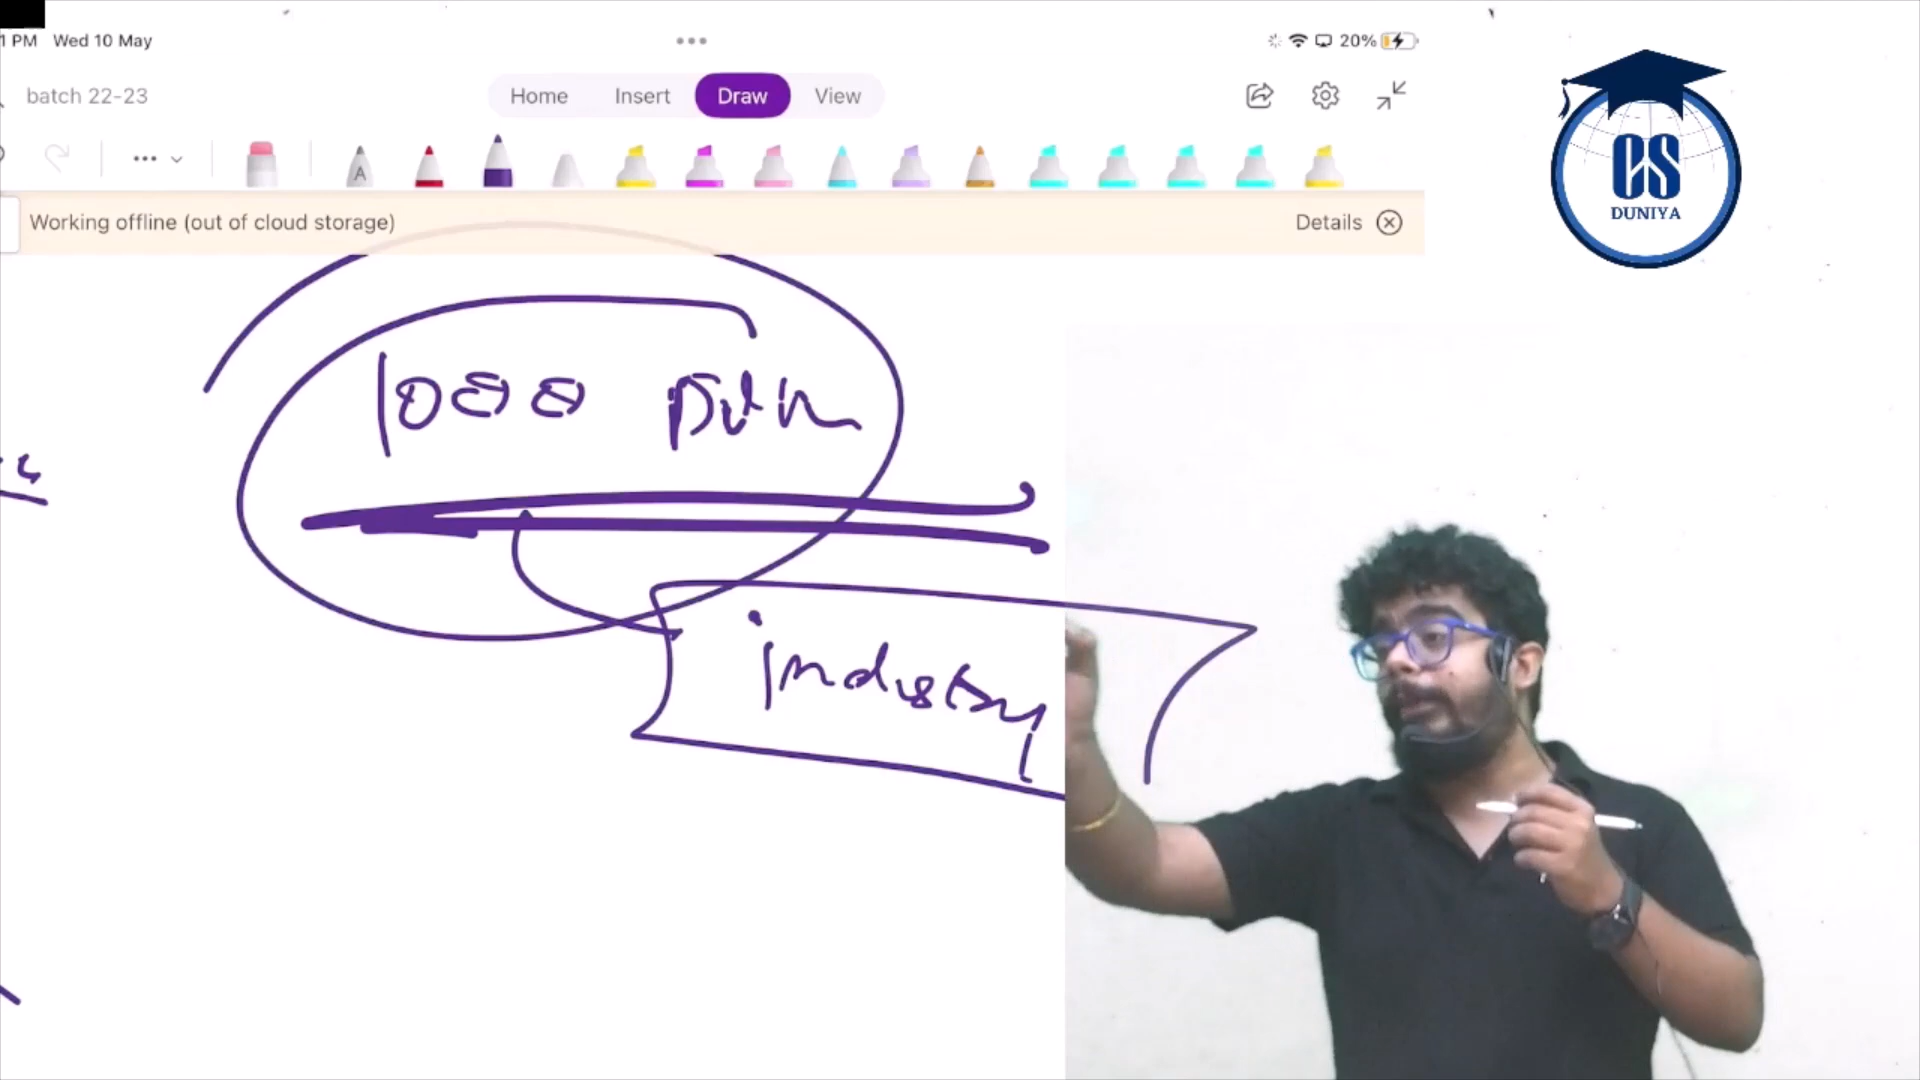 1 PM Wed 10 May
20%
batch 22-23
Home Insert Draw View
A
Working offline (out of cloud storage)
Details
CS
DUNIYA
1000
industry